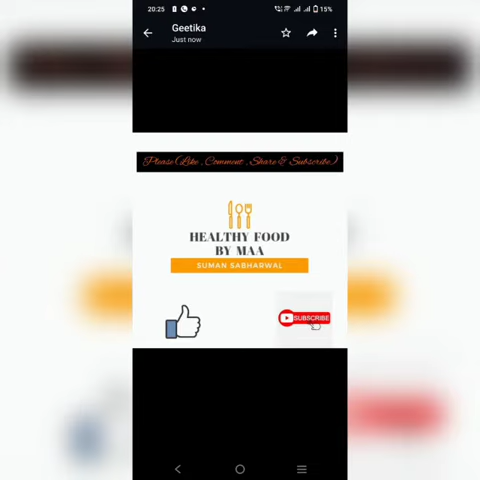 20:25
15%
Geetika
Just now
Please (Like , Comment , Share & Subscribe)
HEALTHY FOOD
BY MAA
SUMAN SABHARWAL
SUBSCRIBE